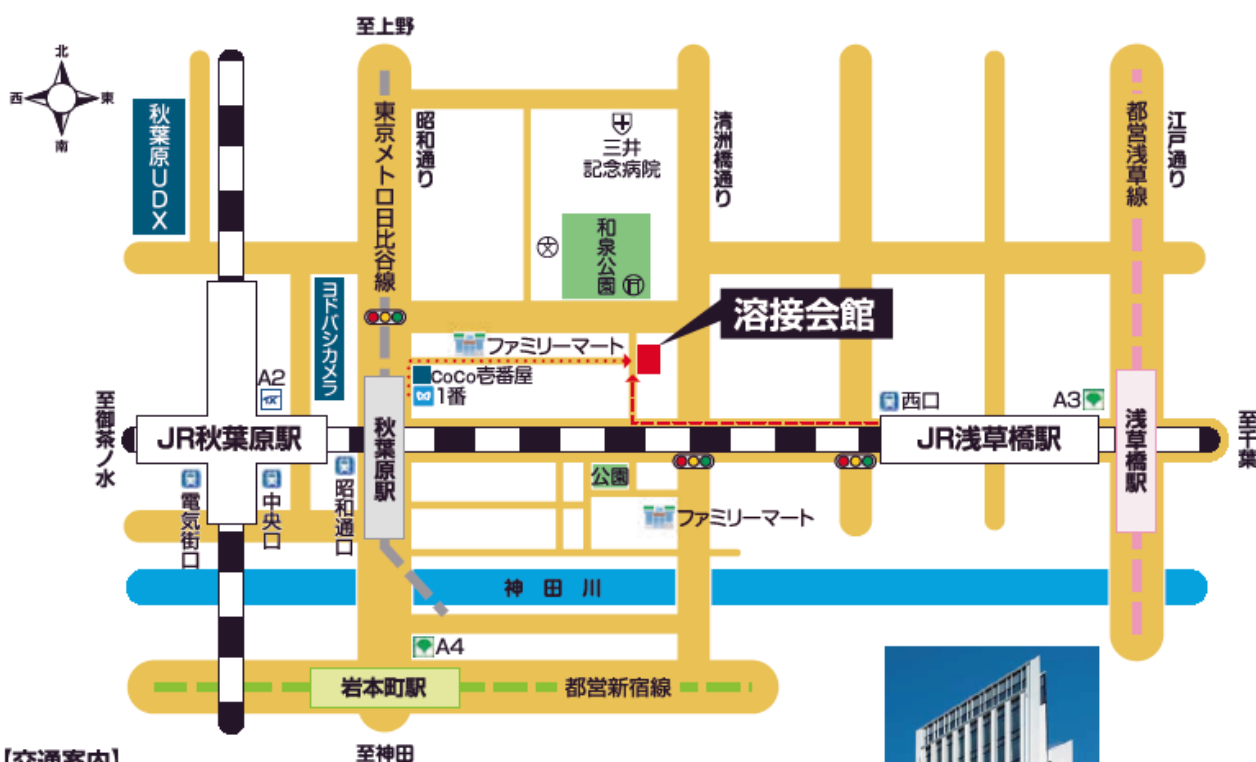 至上野
北
西
東
南
秋葉原UDX
東京メトロ日比谷線
昭和通り
三井
記念病院
清洲橋通り
都営浅草線
江戸通り
和泉公園
文
ヨドバシカメラ
溶接会館
ファミリーマート
CoCo壱番屋
1番
A2
西口
A3
至御茶ノ水
JR秋葉原駅
秋葉原駅
JR浅草橋駅
浅草橋駅
至千葉
電気街口
中央口
昭和通口
公園
ファミリーマート
神田川
A4
岩本町駅
都営新宿線
至神田
【交通案内】